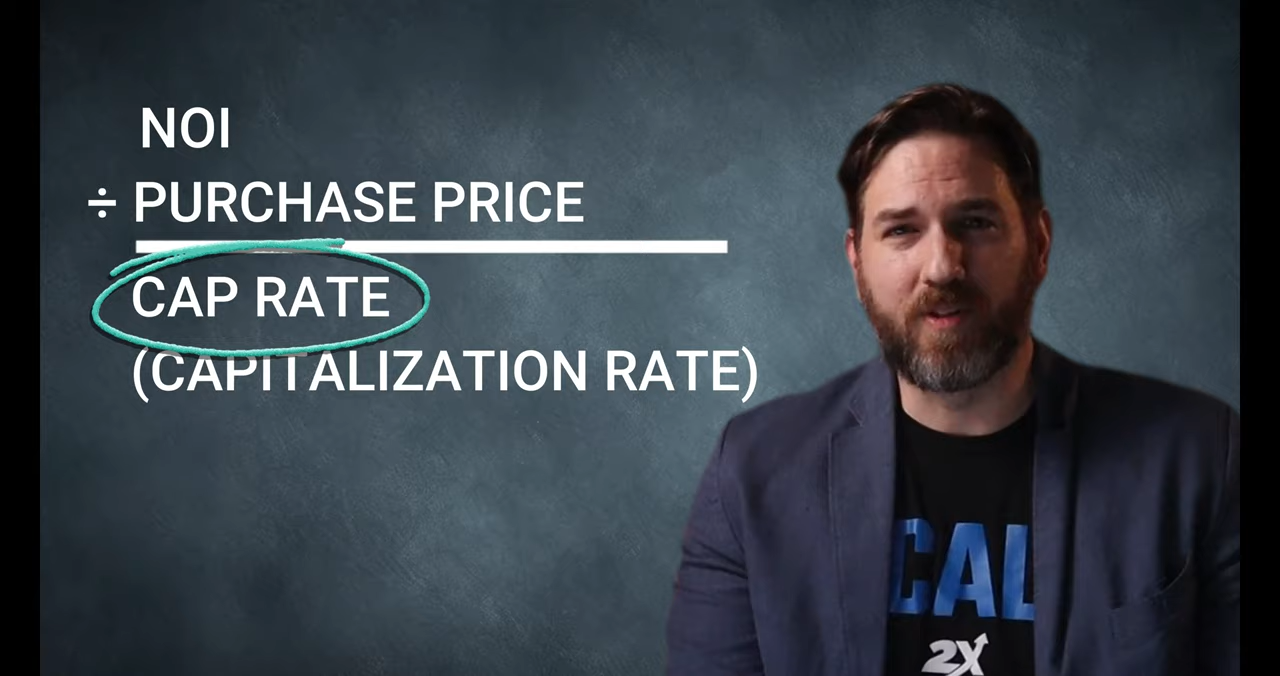 NOI
÷ PURCHASE PRICE
CAP RATE
(CAPITALIZATION RATE)
CAL
2X